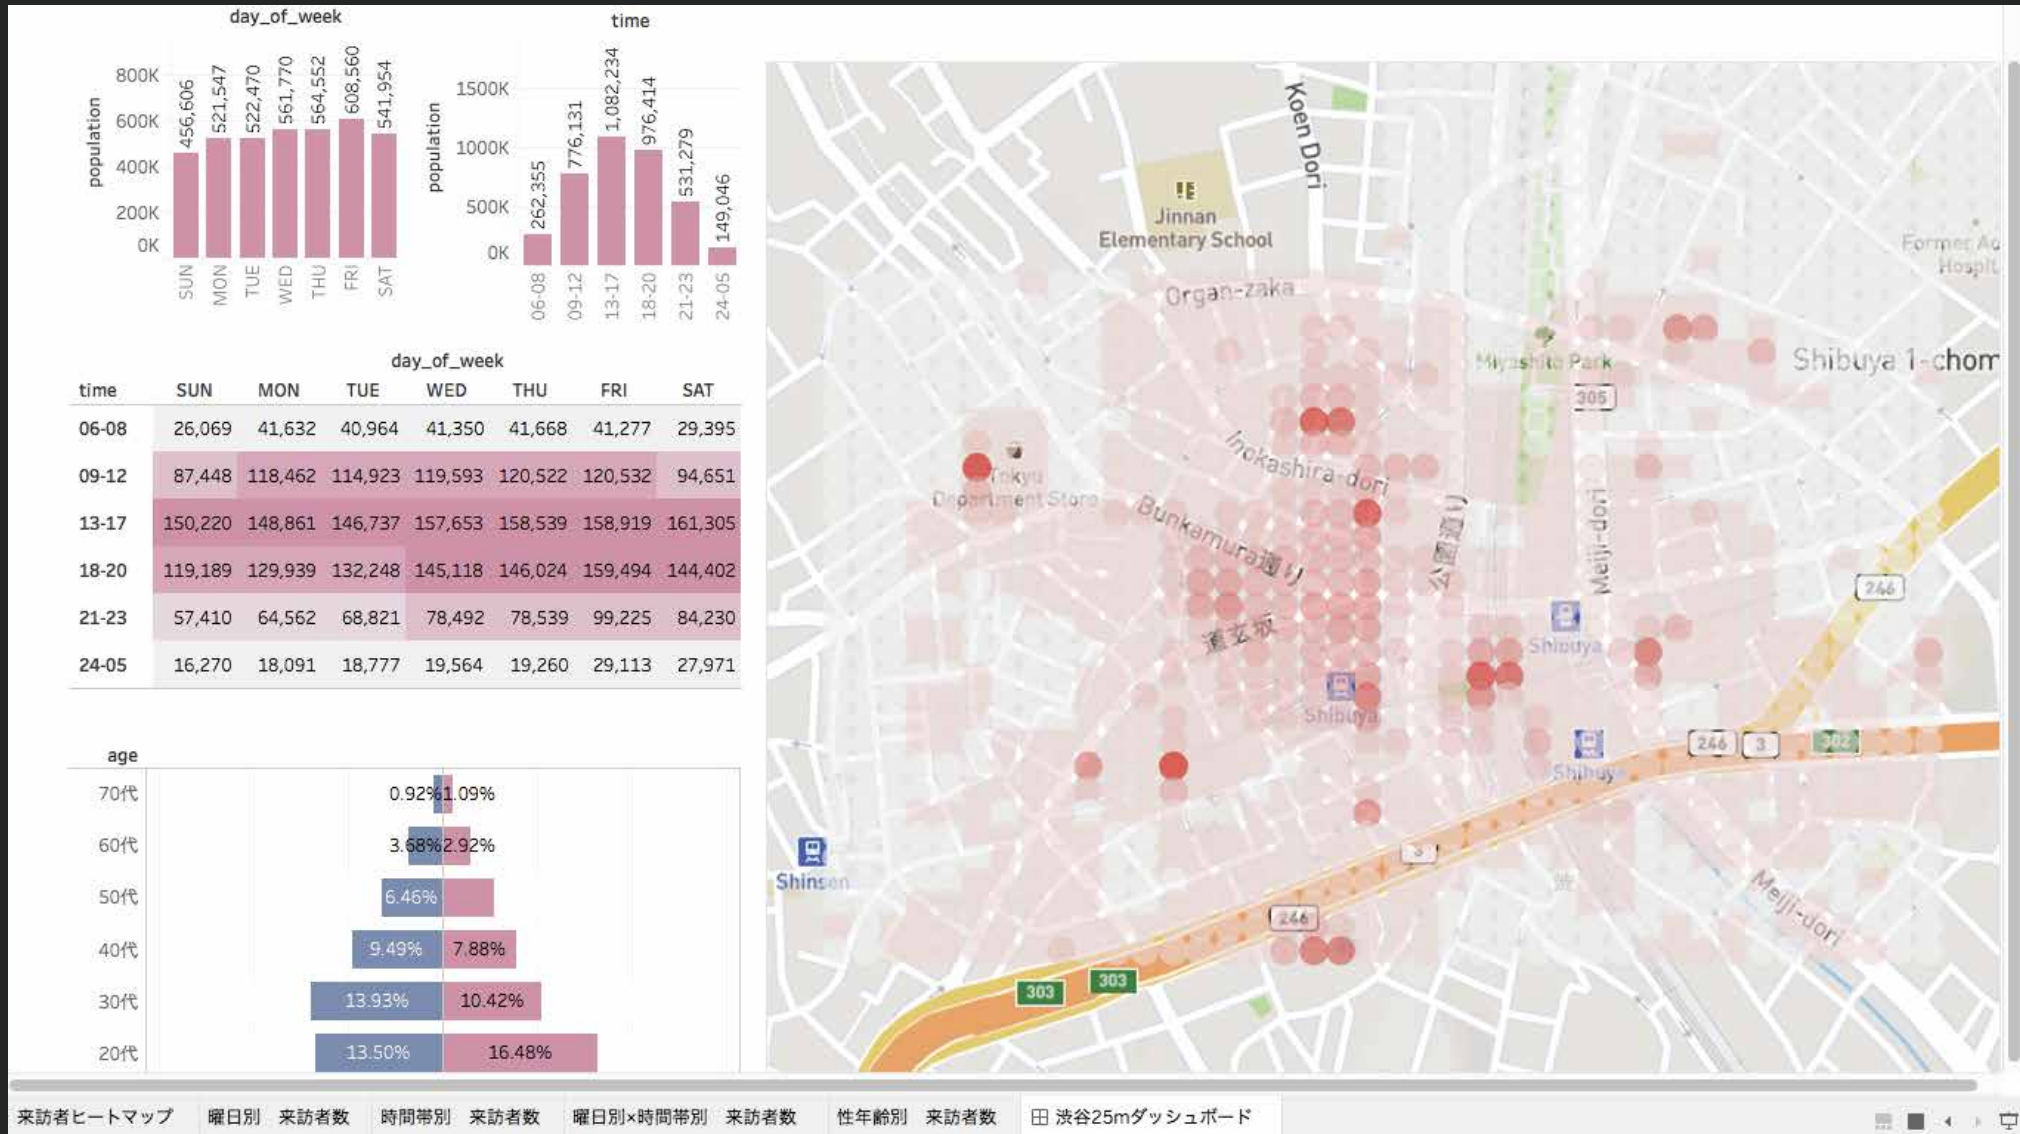 day_of_week
population
800K
600K
400K
200K
0K
456,606
521,547
522,470
561,770
564,552
608,560
541,954
SUN
MON
TUE
WED
THU
FRI
SAT
time
population
1500K
1000K
500K
0K
262,355
776,131
1,082,234
976,414
531,279
149,046
06-08
09-12
13-17
18-20
21-23
24-05
day_of_week
time SUN MON TUE WED THU FRI SAT
06-08 26,069 41,632 40,964 41,350 41,668 41,277 29,395
09-12 87,448 118,462 114,923 119,593 120,522 120,532 94,651
13-17 150,220 148,861 146,737 157,653 158,539 158,919 161,305
18-20 119,189 129,939 132,248 145,118 146,024 159,494 144,402
21-23 57,410 64,562 68,821 78,492 78,539 99,225 84,230
24-05 16,270 18,091 18,777 19,564 19,260 29,113 27,971
age
70代 0.92% 1.09%
60代 3.68% 2.92%
50代 6.46%
40代 9.49% 7.88%
30代 13.93% 10.42%
20代 13.50% 16.48%
Koen Dori
Jinnan
Elementary School
Organ-zaka
Former Ac
Hospit
Miyashita Park
Shibuya 1-chom
305
Inokashira-dori
Tokyu
Department Store
Bunkamura通り
公園通り
Meiji-dori
246
道玄坂
Shibuya
Shibuya
246
3
302
Shibuya
3
Shinsen
渋
Meiji-dori
246
303
303
来訪者ヒートマップ
曜日別 来訪者数
時間帯別 来訪者数
曜日別×時間帯別 来訪者数
性年齢別 来訪者数
渋谷25mダッシュボード